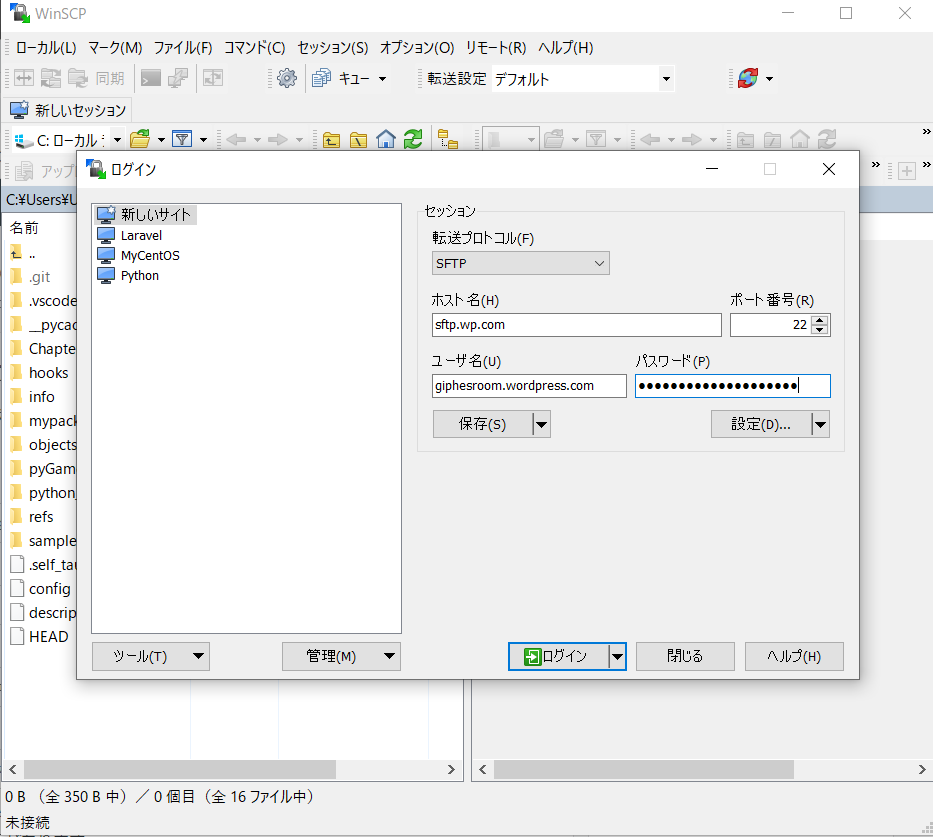 WinSCP
ローカル(L) マーク(M) ファイル(F) コマンド(C) セッション(S) オプション(O) リモート(R) ヘルプ(H)
同期 キュー 転送設定 デフォルト
新しいセッション
C: ローカル
アップ
ログイン
C:¥Users¥U
名前
..
.git
.vscode
__pycac
Chapte
hooks
info
mypack
objects
pyGam
python_
refs
sample
.self_tau
config
descrip
HEAD
新しいサイト
Laravel
MyCentOS
Python
セッション
転送プロトコル(F)
SFTP
ホスト名(H) ポート番号(R)
sftp.wp.com 22
ユーザ名(U) パスワード(P)
giphesroom.wordpress.com ●●●●●●●●●●●●●●●●●●●●
保存(S) 設定(D)...
ツール(T) 管理(M) ログイン 閉じる ヘルプ(H)
0 B （全 350 B 中） ／ 0 個目 （全 16 ファイル中）
未接続